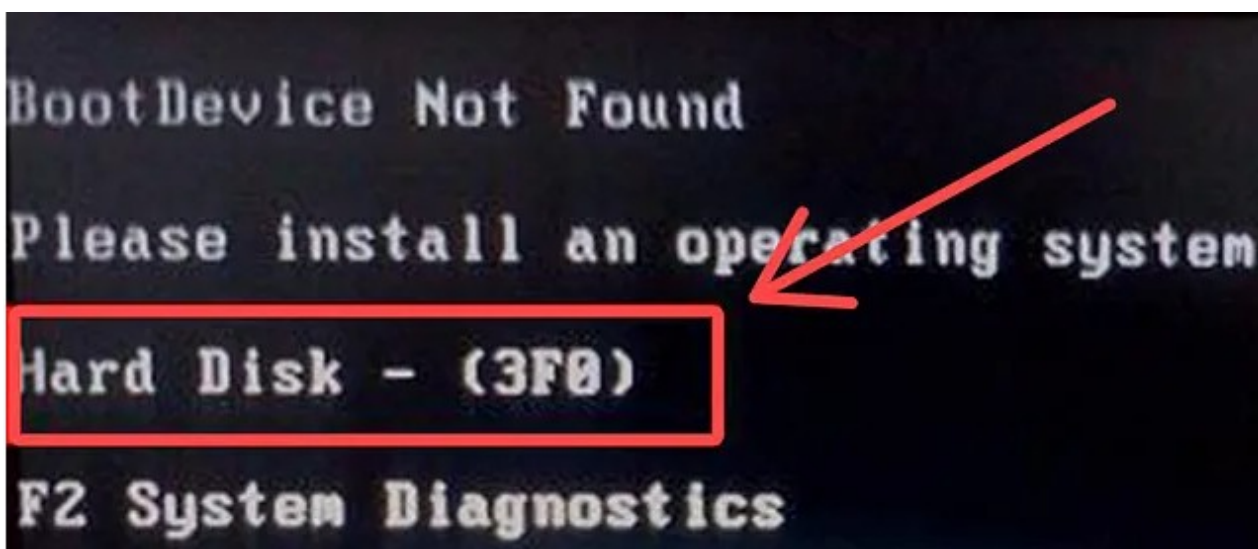 BootDevice Not Found
Please install an operating system
Hard Disk - (3F0)
F2 System Diagnostics